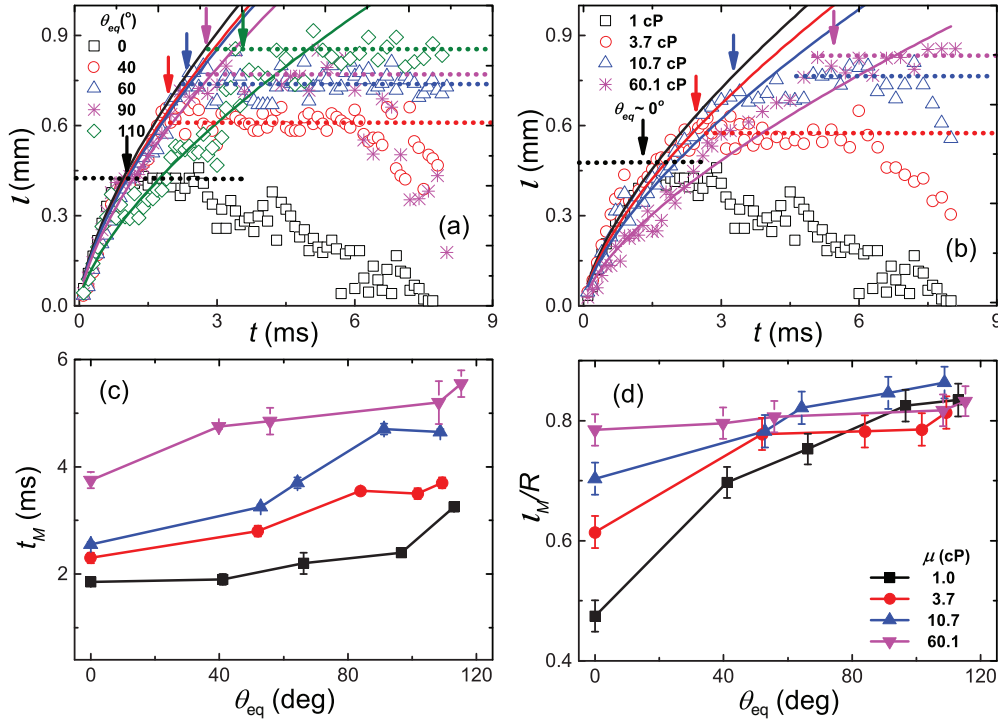 θeq(°)
0
40
60
90
110
(a)
l (mm)
0.9
0.6
0.3
0.0
0 3 6 9
t (ms)
1 cP
3.7 cP
10.7 cP
60.1 cP
θeq~0°
(b)
l (mm)
0.9
0.6
0.3
0.0
0 3 6 9
t (ms)
(c)
tM (ms)
6
4
2
0 40 80 120
θeq (deg)
(d)
lM/R
0.8
0.6
0.4
μ (cP)
1.0
3.7
10.7
60.1
0 40 80 120
θeq (deg)